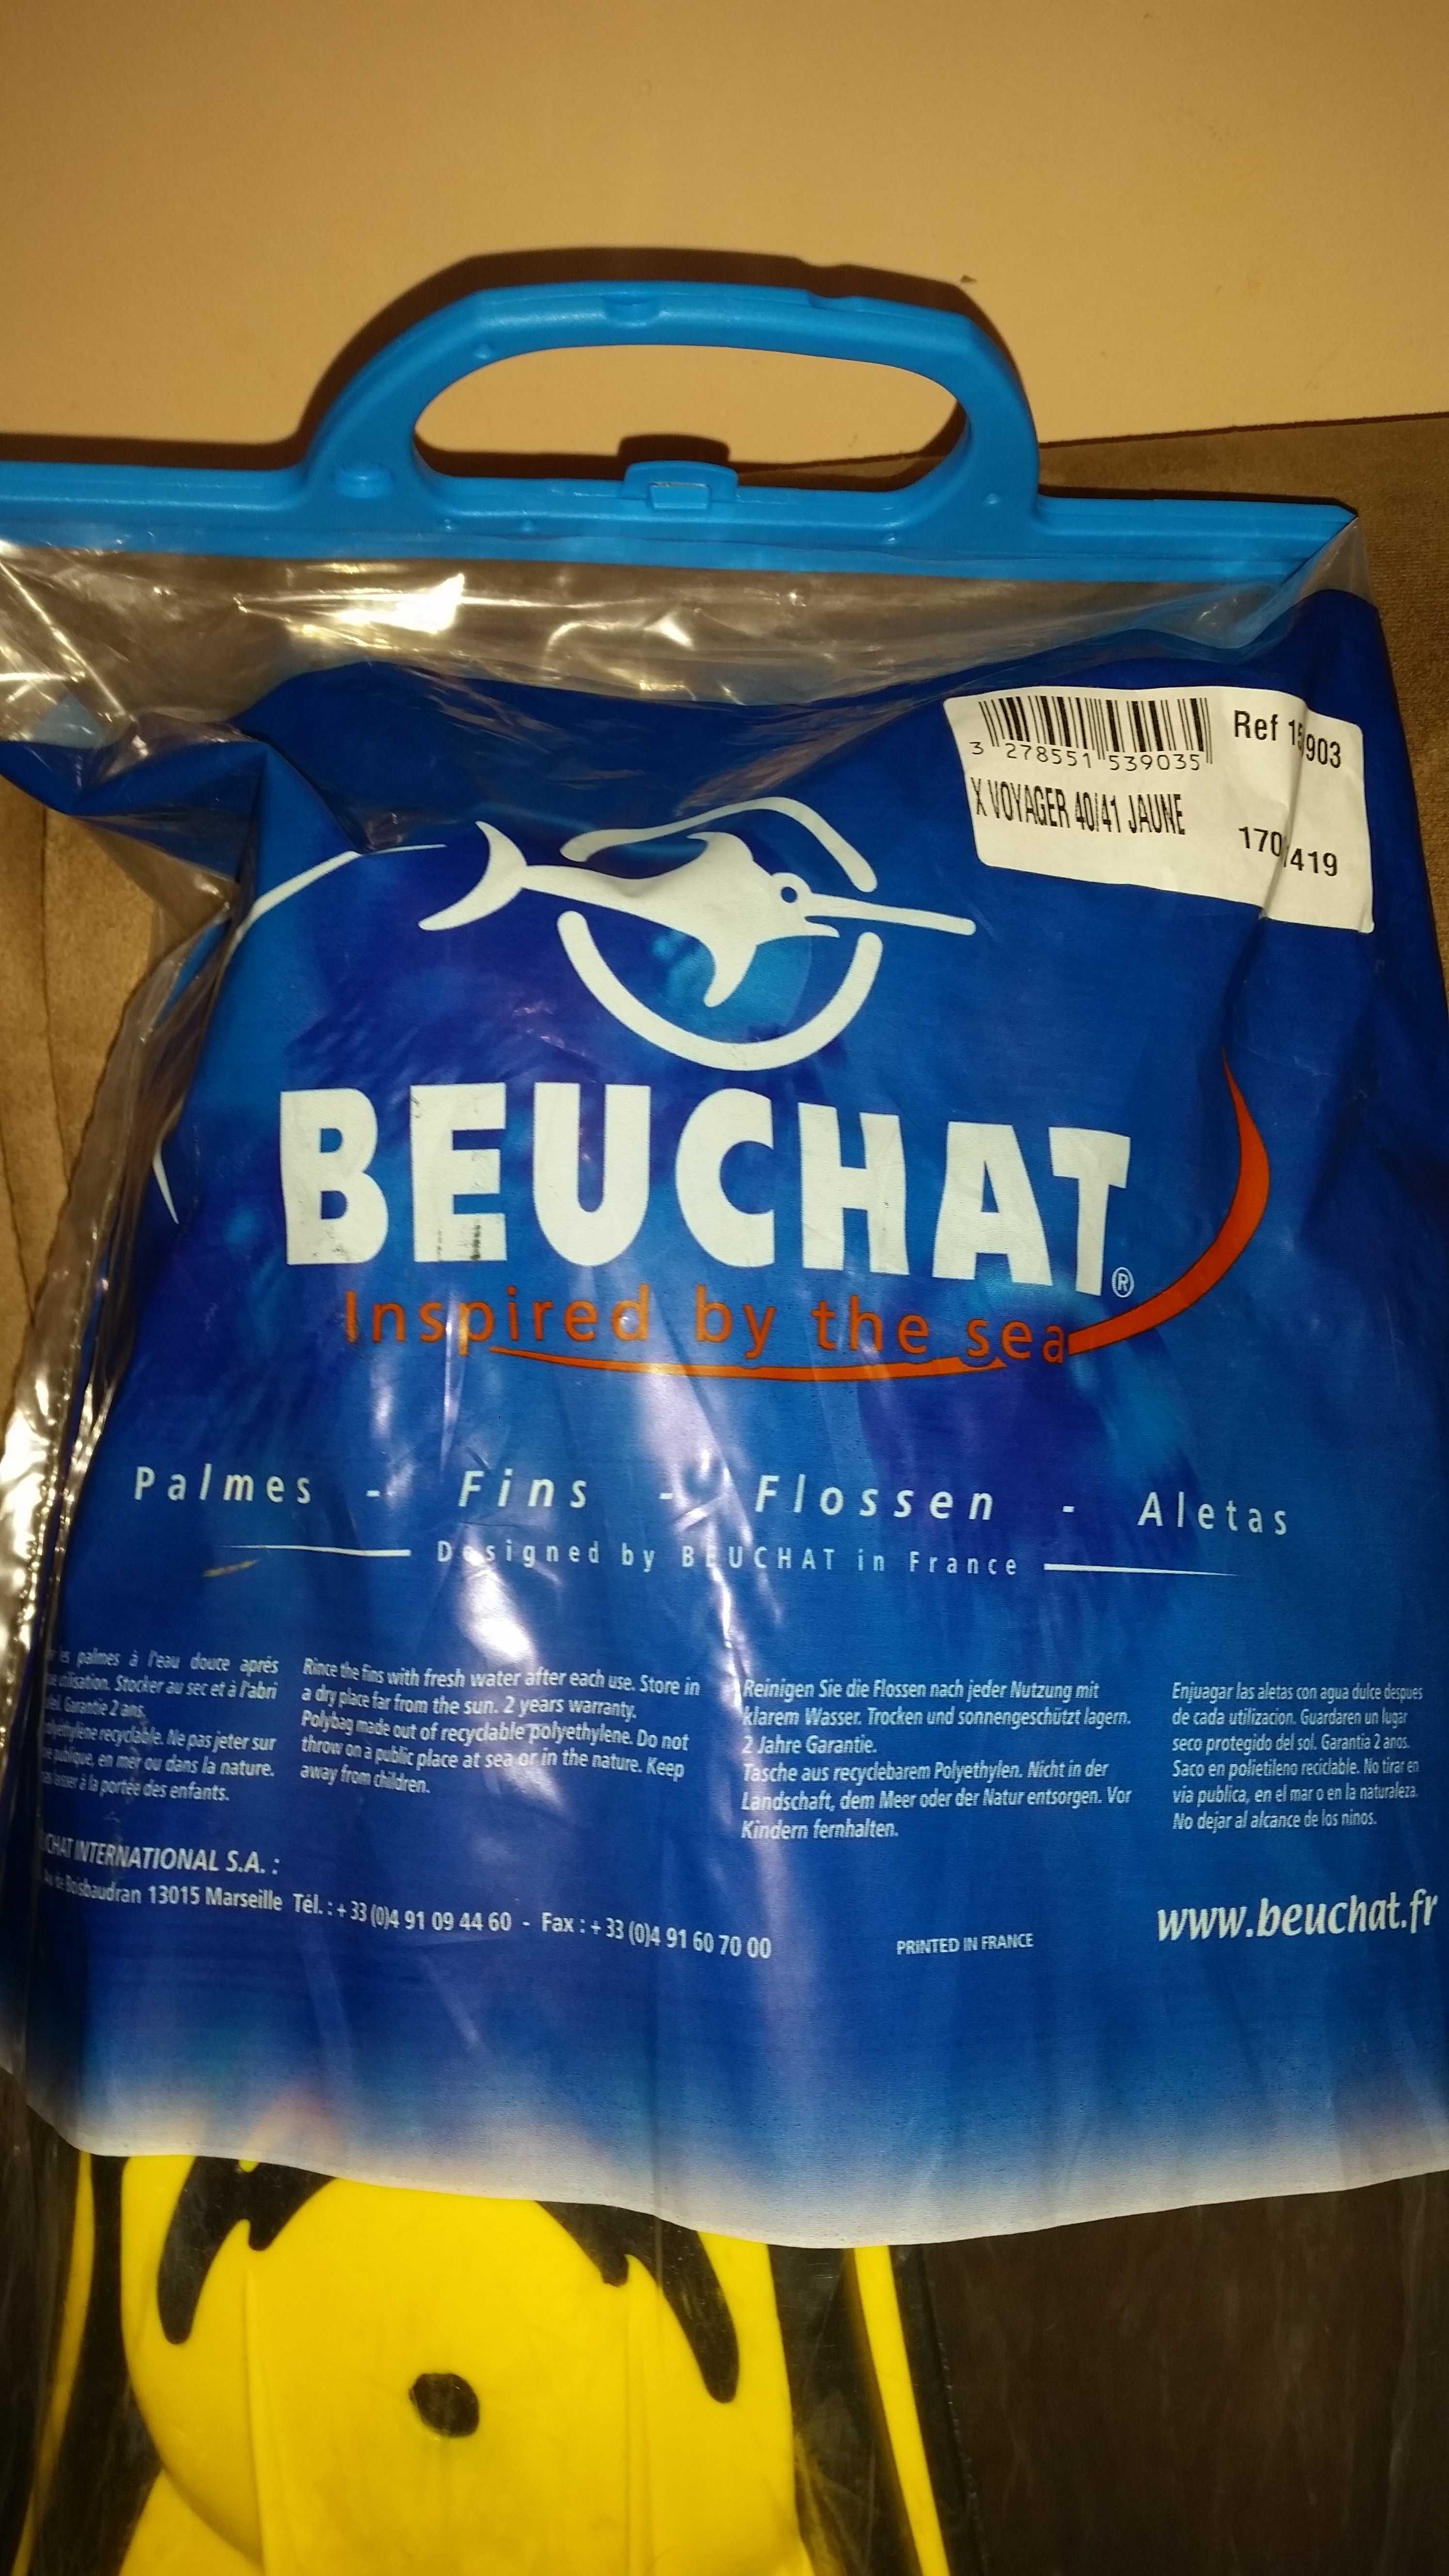 3 278551 539035
Ref 15903
X VOYAGER 40/41 JAUNE
170419
BEUCHAT®
Inspired by the sea
Palmes - Fins - Flossen - Aletas
Designed by BEUCHAT in France
les palmes à l'eau douce aprés
utilisation. Stocker au sec et à l'abri
Garantie 2 ans.
recyclable. Ne pas jeter sur
publique, en mer ou dans la nature.
laisser à la portée des enfants.
Rince the fins with fresh water after each use. Store in
a dry place far from the sun. 2 years warranty.
Polybag made out of recyclable polyethylene. Do not
throw on a public place at sea or in the nature. Keep
away from children.
Reinigen Sie die Flossen nach jeder Nutzung mit
klarem Wasser. Trocken und sonnengeschützt lagern.
2 Jahre Garantie.
Tasche aus recyclebarem Polyethylen. Nicht in der
Landschaft, dem Meer oder der Natur entsorgen. Vor
Kindern fernhalten.
Enjuagar las aletas con agua dulce despues
de cada utilizacion. Guardaren un lugar
seco protegido del sol. Garantia 2 anos.
Saco en polietileno reciclable. No tirar en
via publica, en el mar o en la naturaleza.
No dejar al alcance de los ninos.
INTERNATIONAL S.A. :
Av de Boisbaudran 13015 Marseille Tél. : + 33 (0)4 91 09 44 60 - Fax : + 33 (0)4 91 60 70 00
PRINTED IN FRANCE
www.beuchat.fr